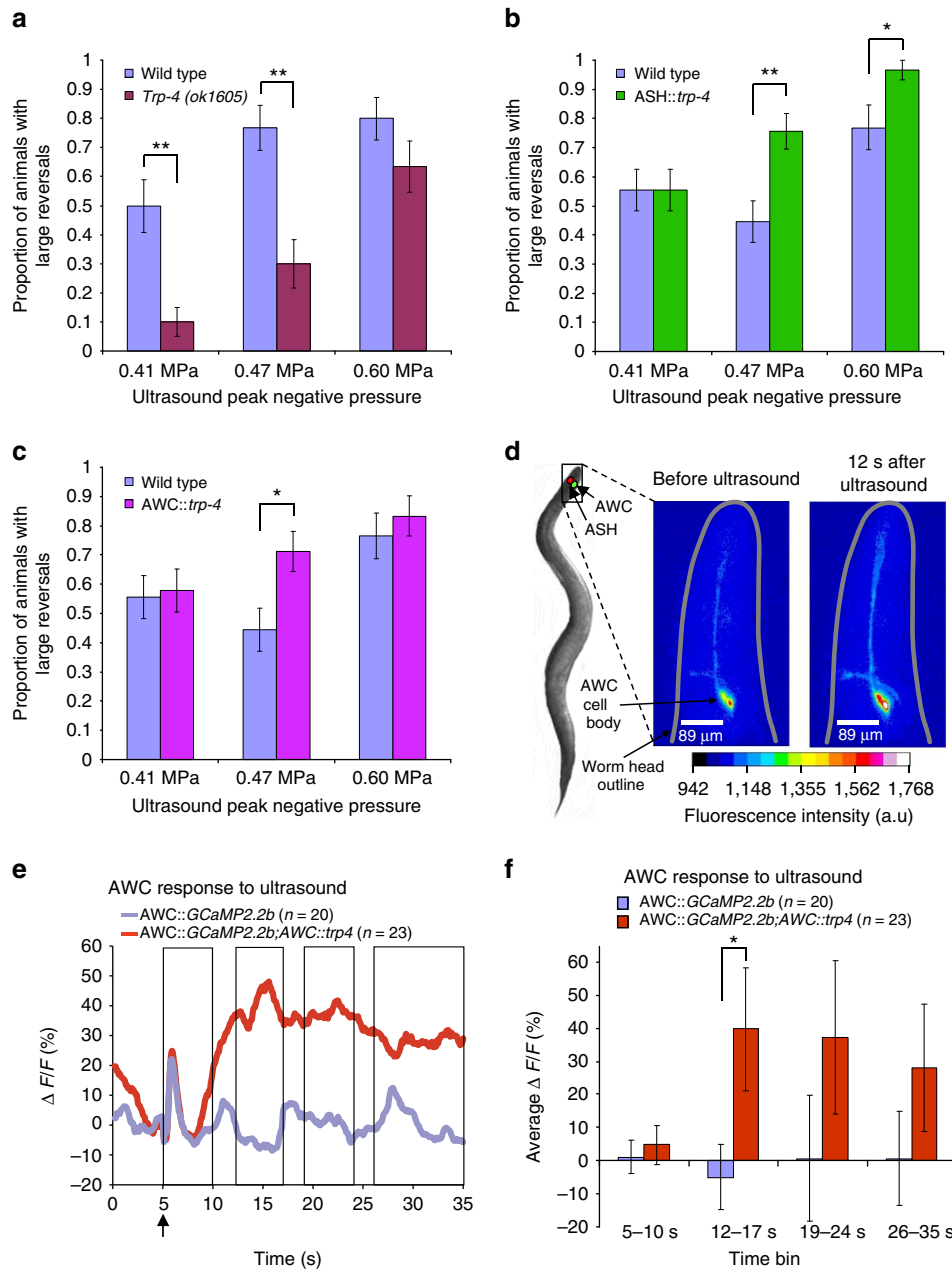 a
1
0.9
0.8
0.7
0.6
0.5
0.4
0.3
0.2
0.1
0
Proportion of animals with
large reversals
Wild type
Trp-4 (ok1605)
**
**
0.41 MPa
0.47 MPa
0.60 MPa
Ultrasound peak negative pressure
b
1
0.9
0.8
0.7
0.6
0.5
0.4
0.3
0.2
0.1
0
Proportion of animals with
large reversals
Wild type
ASH::trp-4
**
*
0.41 MPa
0.47 MPa
0.60 MPa
Ultrasound peak negative pressure
c
1
0.9
0.8
0.7
0.6
0.5
0.4
0.3
0.2
0.1
0
Proportion of animals with
large reversals
Wild type
AWC::trp-4
*
0.41 MPa
0.47 MPa
0.60 MPa
Ultrasound peak negative pressure
d
Before ultrasound
12 s after
ultrasound
AWC
ASH
AWC
cell
body
89 µm
89 µm
Worm head
outline
942
1,148
1,355
1,562
1,768
Fluorescence intensity (a.u)
e
AWC response to ultrasound
AWC::GCaMP2.2b (n = 20)
AWC::GCaMP2.2b;AWC::trp4 (n = 23)
60
50
40
30
20
10
0
−10
−20
Δ F/F (%)
0
5
10
15
20
25
30
35
Time (s)
f
AWC response to ultrasound
AWC::GCaMP2.2b (n = 20)
AWC::GCaMP2.2b;AWC::trp4 (n = 23)
*
60
50
40
30
20
10
0
−10
−20
Average Δ F/F (%)
5–10 s
12–17 s
19–24 s
26–35 s
Time bin